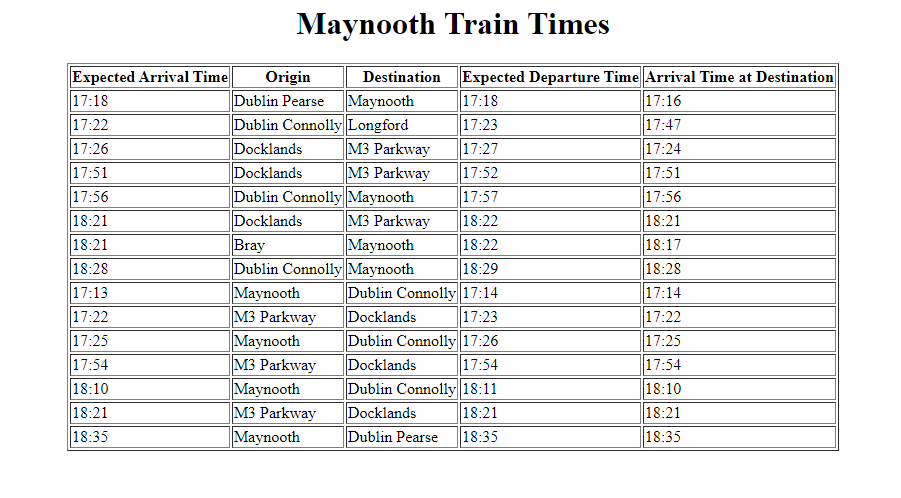 Maynooth Train Times
Expected Arrival Time Origin Destination Expected Departure Time Arrival Time at Destination
17:18 Dublin Pearse Maynooth 17:18 17:16
17:22 Dublin Connolly Longford 17:23 17:47
17:26 Docklands M3 Parkway 17:27 17:24
17:51 Docklands M3 Parkway 17:52 17:51
17:56 Dublin Connolly Maynooth 17:57 17:56
18:21 Docklands M3 Parkway 18:22 18:21
18:21 Bray Maynooth 18:22 18:17
18:28 Dublin Connolly Maynooth 18:29 18:28
17:13 Maynooth Dublin Connolly 17:14 17:14
17:22 M3 Parkway Docklands 17:23 17:22
17:25 Maynooth Dublin Connolly 17:26 17:25
17:54 M3 Parkway Docklands 17:54 17:54
18:10 Maynooth Dublin Connolly 18:11 18:10
18:21 M3 Parkway Docklands 18:21 18:21
18:35 Maynooth Dublin Pearse 18:35 18:35